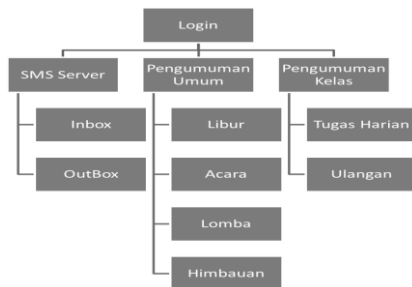 Login
SMS Server
Pengumuman
Umum
Pengumuman
Kelas
Inbox
Libur
Tugas Harian
OutBox
Acara
Ulangan
Lomba
Himbauan